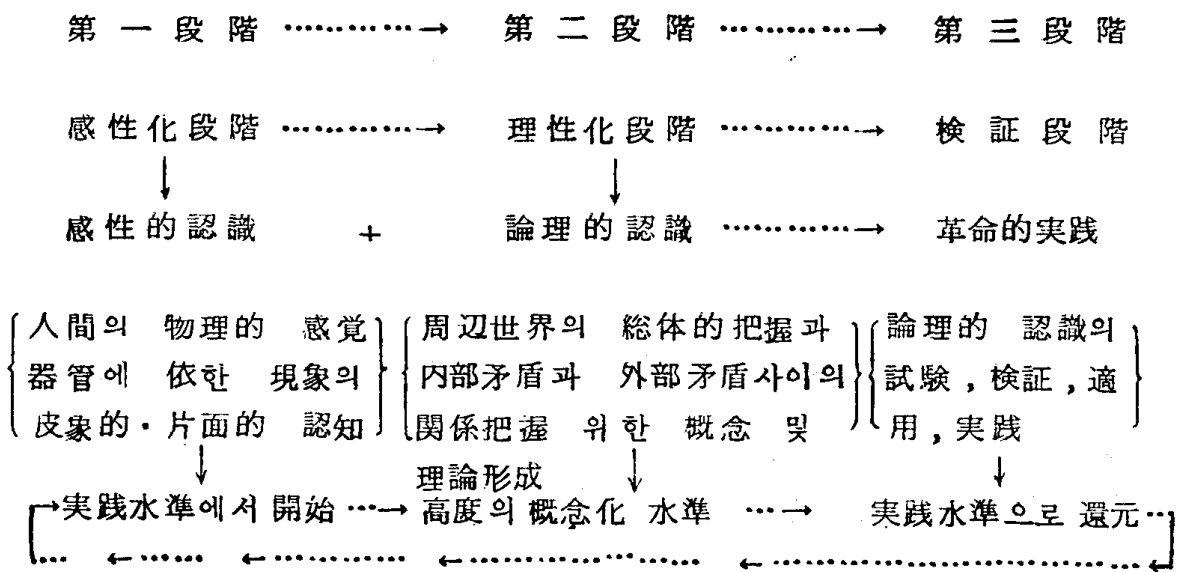 第一段階 …………→ 第二段階 …………→ 第三段階
感性化段階 …………→ 理性化段階 …………→ 検証段階
↓ ↓
感性的認識 + 論理的認識 …………→ 革命的実践
人間의 物理的 感覚 周辺世界의 総体的把握과 論理的 認識의
器管에 依한 現象의 内部矛盾과 外部矛盾사이의 試験,検証,適
皮象的・片面的 認知 関係把握 위한 概念 및 用,実践
↓ 理論形成 ↓ ↓
→実践水準에서 開始 …→ 高度의 概念化 水準 …→ 実践水準으로 還元…
…. ←…… ←………… ←………………… ←…………………………